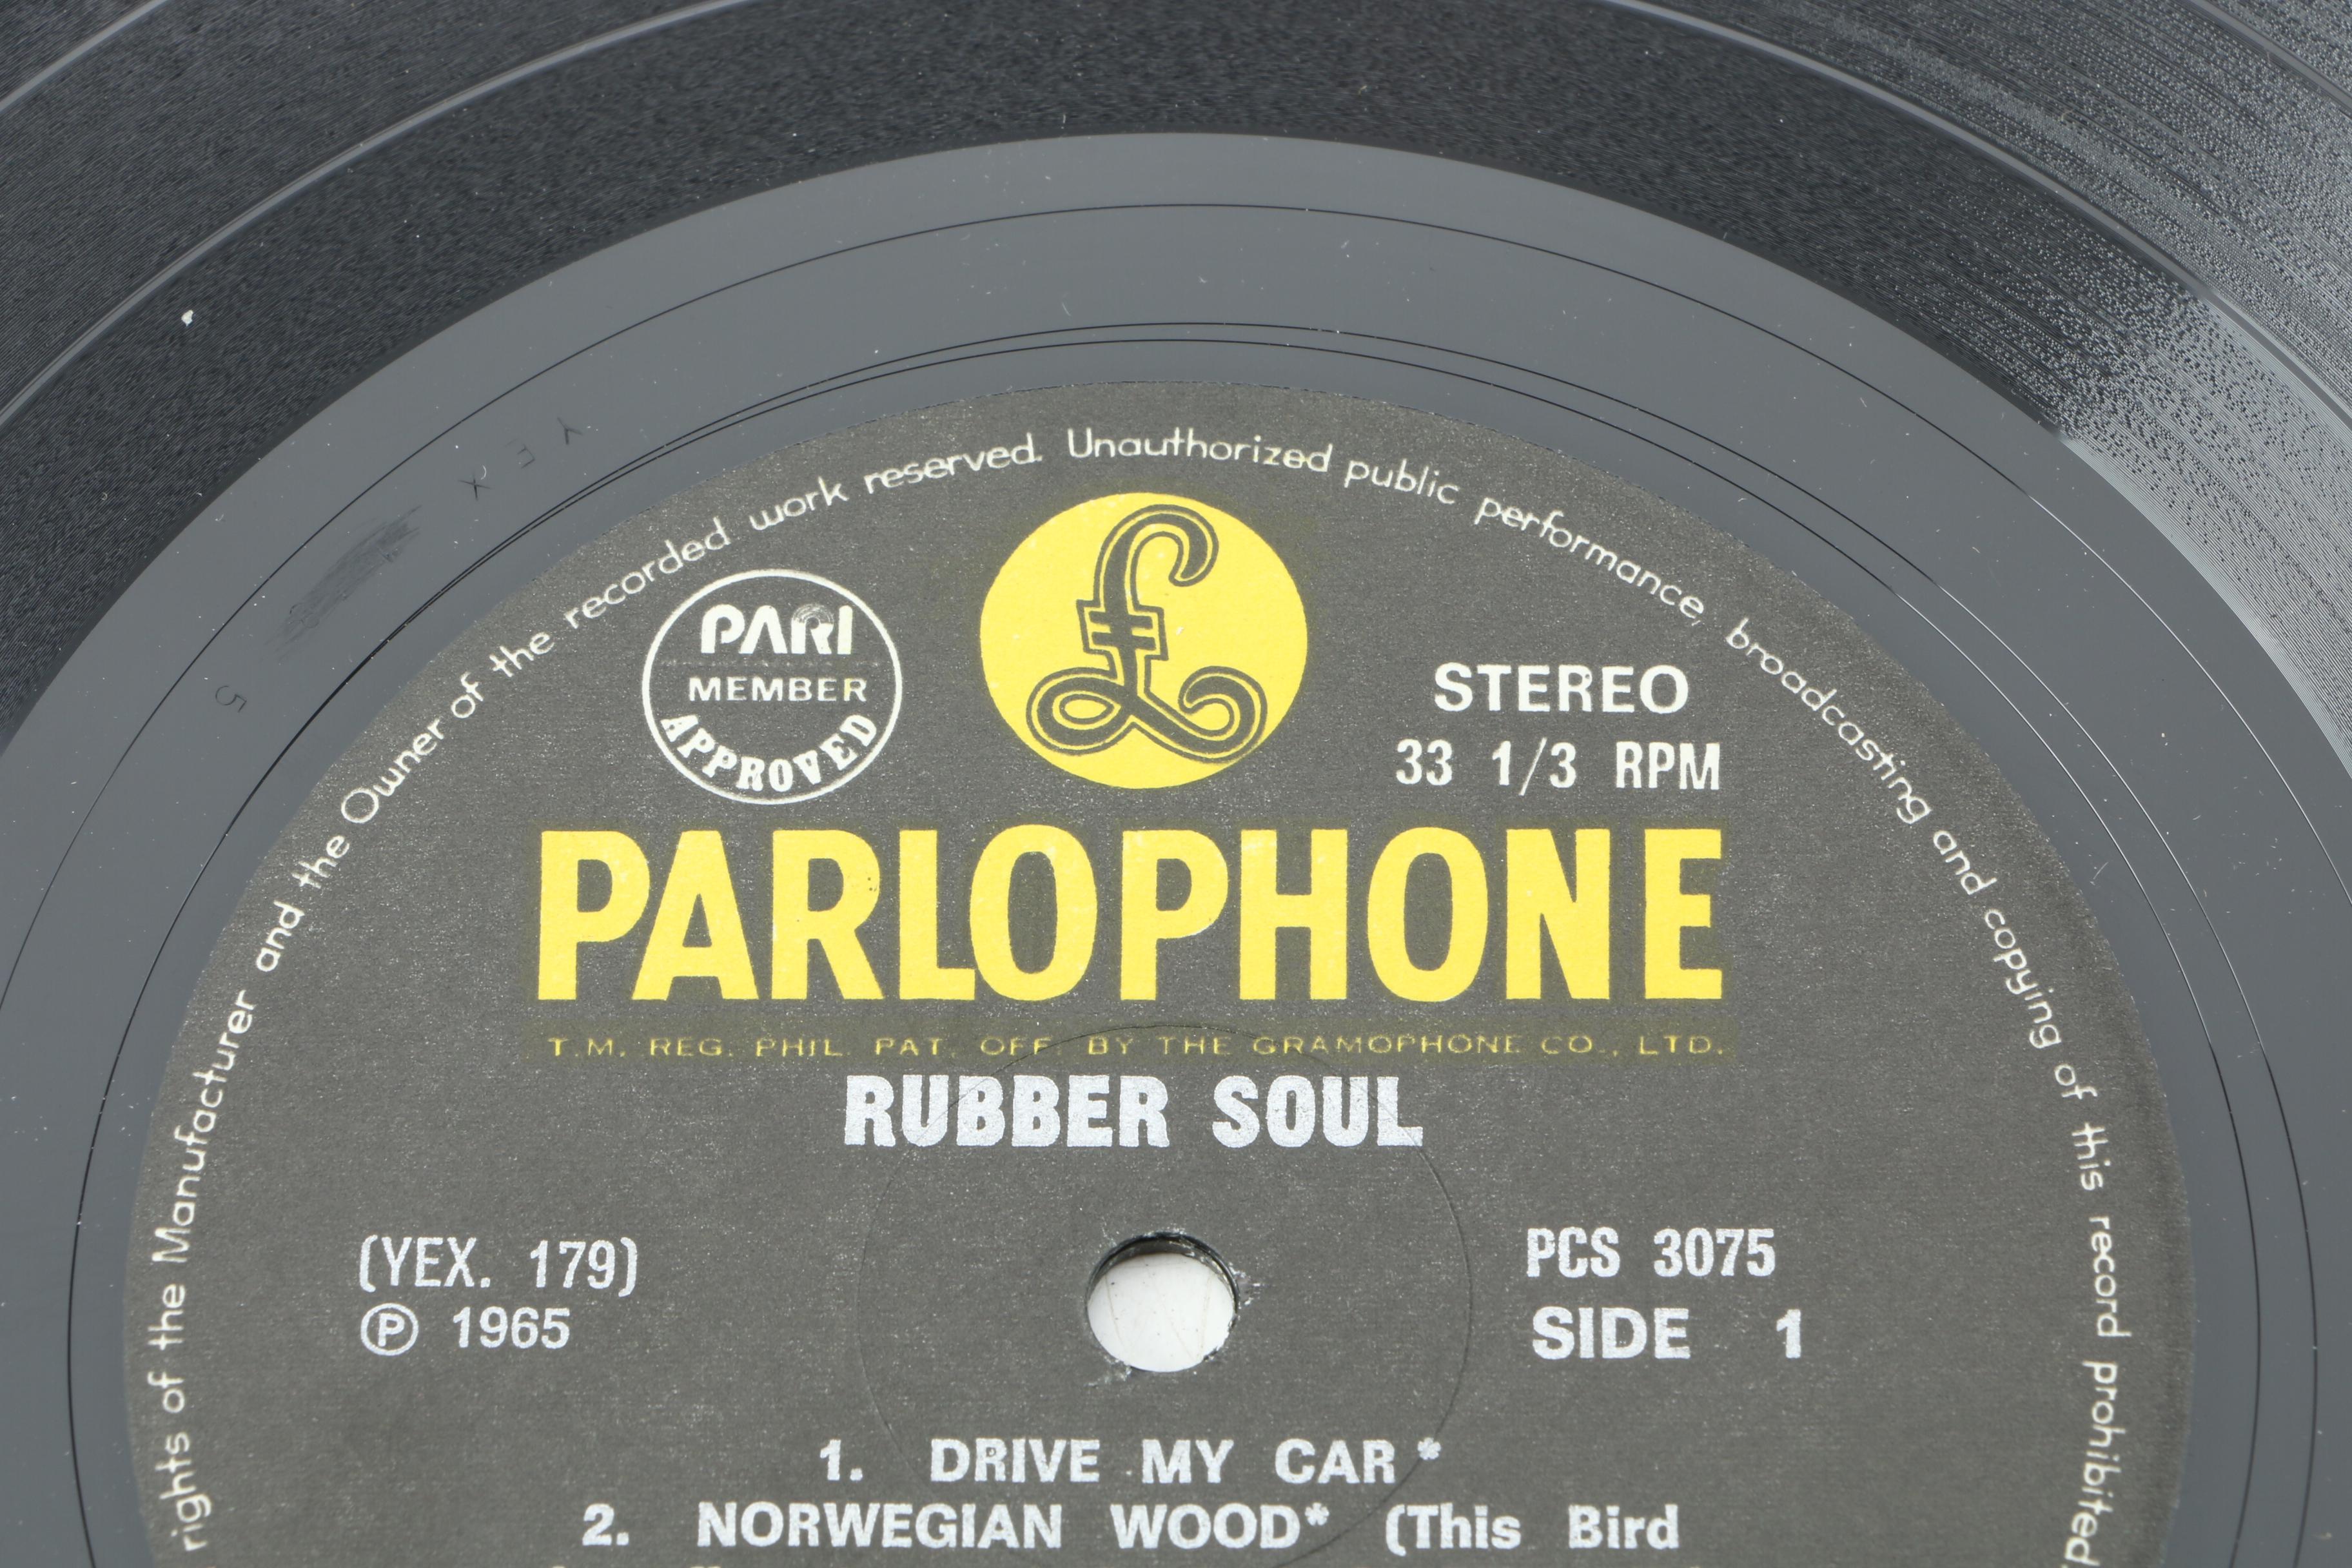 rights of the Manufacturer and the Owner of the recorded work reserved. Unauthorized public performance, broadcasting and copying of this record prohibited
YEX
5
PARI
MEMBER
APPROVED
£
STEREO
33 1/3 RPM
PARLOPHONE
T.M. REG. PHIL. PAT. OFF. BY THE GRAMOPHONE CO., LTD.
RUBBER SOUL
(YEX. 179)
℗ 1965
PCS 3075
SIDE 1
1. DRIVE MY CAR *
2. NORWEGIAN WOOD* (This Bird